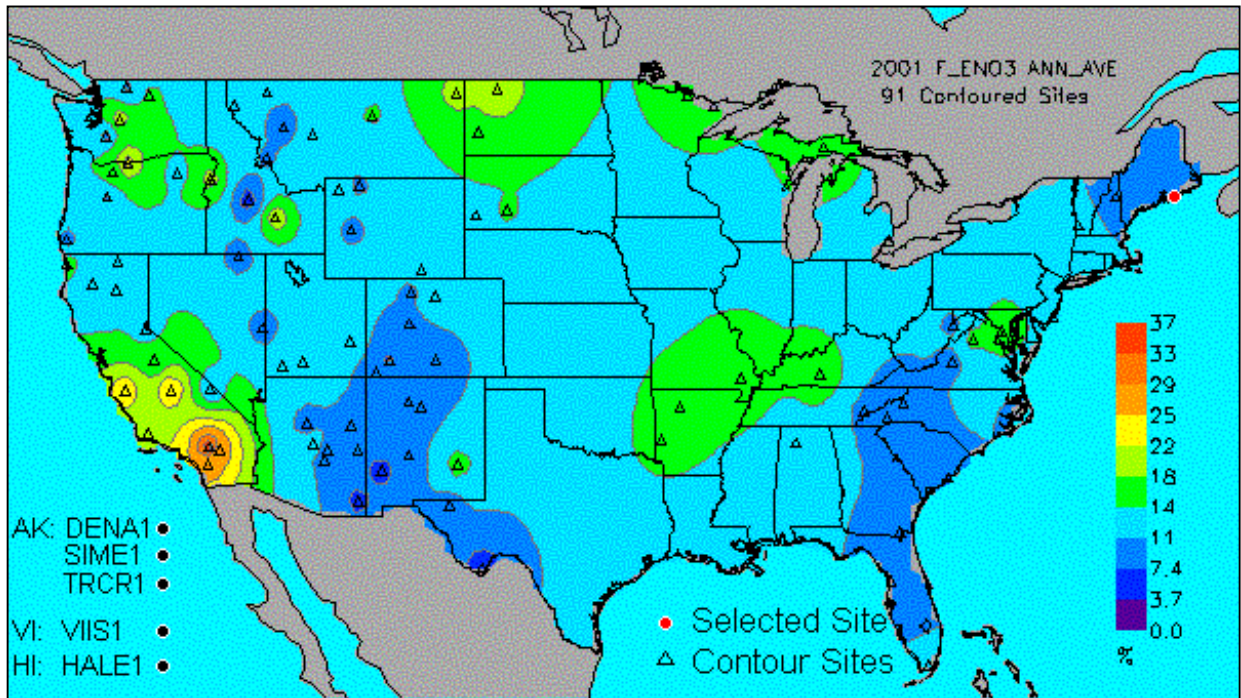 2001 F_ENO3 ANN_AVE
91 Contoured Sites
37
33
29
25
22
18
14
11
7.4
3.7
0.0
%
AK: DENA1
SIME1
TRCR1
VI: VIIS1
HI: HALE1
Selected Site
Contour Sites